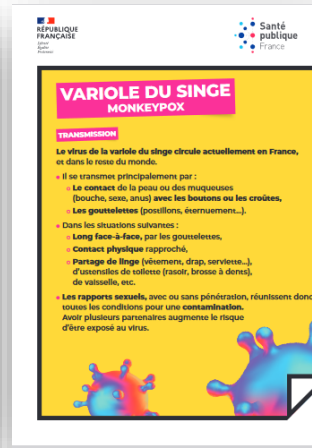 RÉPUBLIQUE
FRANÇAISE
Liberté
Égalité
Fraternité
Santé
publique
France
VARIOLE DU SINGE
MONKEYPOX
TRANSMISSION
Le virus de la variole du singe circule actuellement en France,
et dans le reste du monde.
Il se transmet principalement par :
Le contact de la peau ou des muqueuses
(bouche, sexe, anus) avec les boutons ou les croûtes,
Les gouttelettes (postillons, éternuement...).
Dans les situations suivantes :
Long face-à-face, par les gouttelettes,
Contact physique rapproché,
Partage de linge (vêtement, drap, serviette...),
d'ustensiles de toilette (rasoir, brosse à dents),
de vaisselle, etc.
Les rapports sexuels, avec ou sans pénétration, réunissent donc
toutes les conditions pour une contamination.
Avoir plusieurs partenaires augmente le risque
d'être exposé au virus.